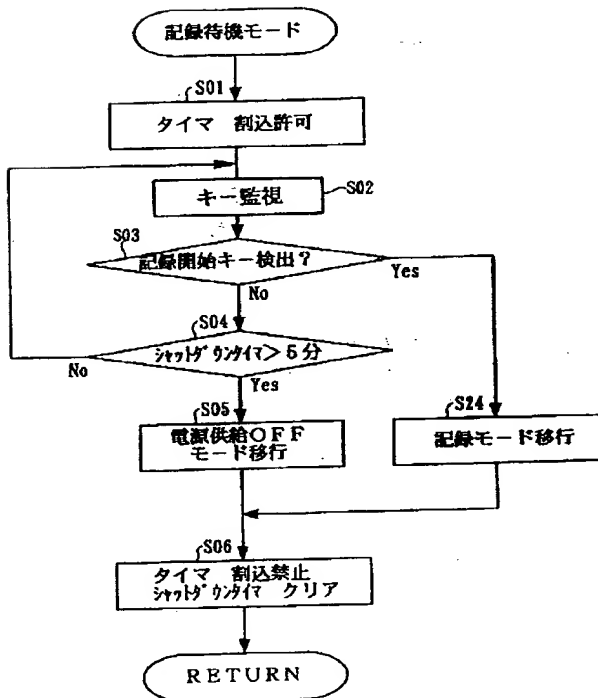 記録待機モード
S01
タイマ 割込許可
キー監視
S02
S03
記録開始キー検出?
Yes
No
S04
シャットダウンタイマ>5分
No
Yes
S05
電源供給OFF
モード移行
S24
記録モード移行
S06
タイマ 割込禁止
シャットダウンタイマ クリア
RETURN